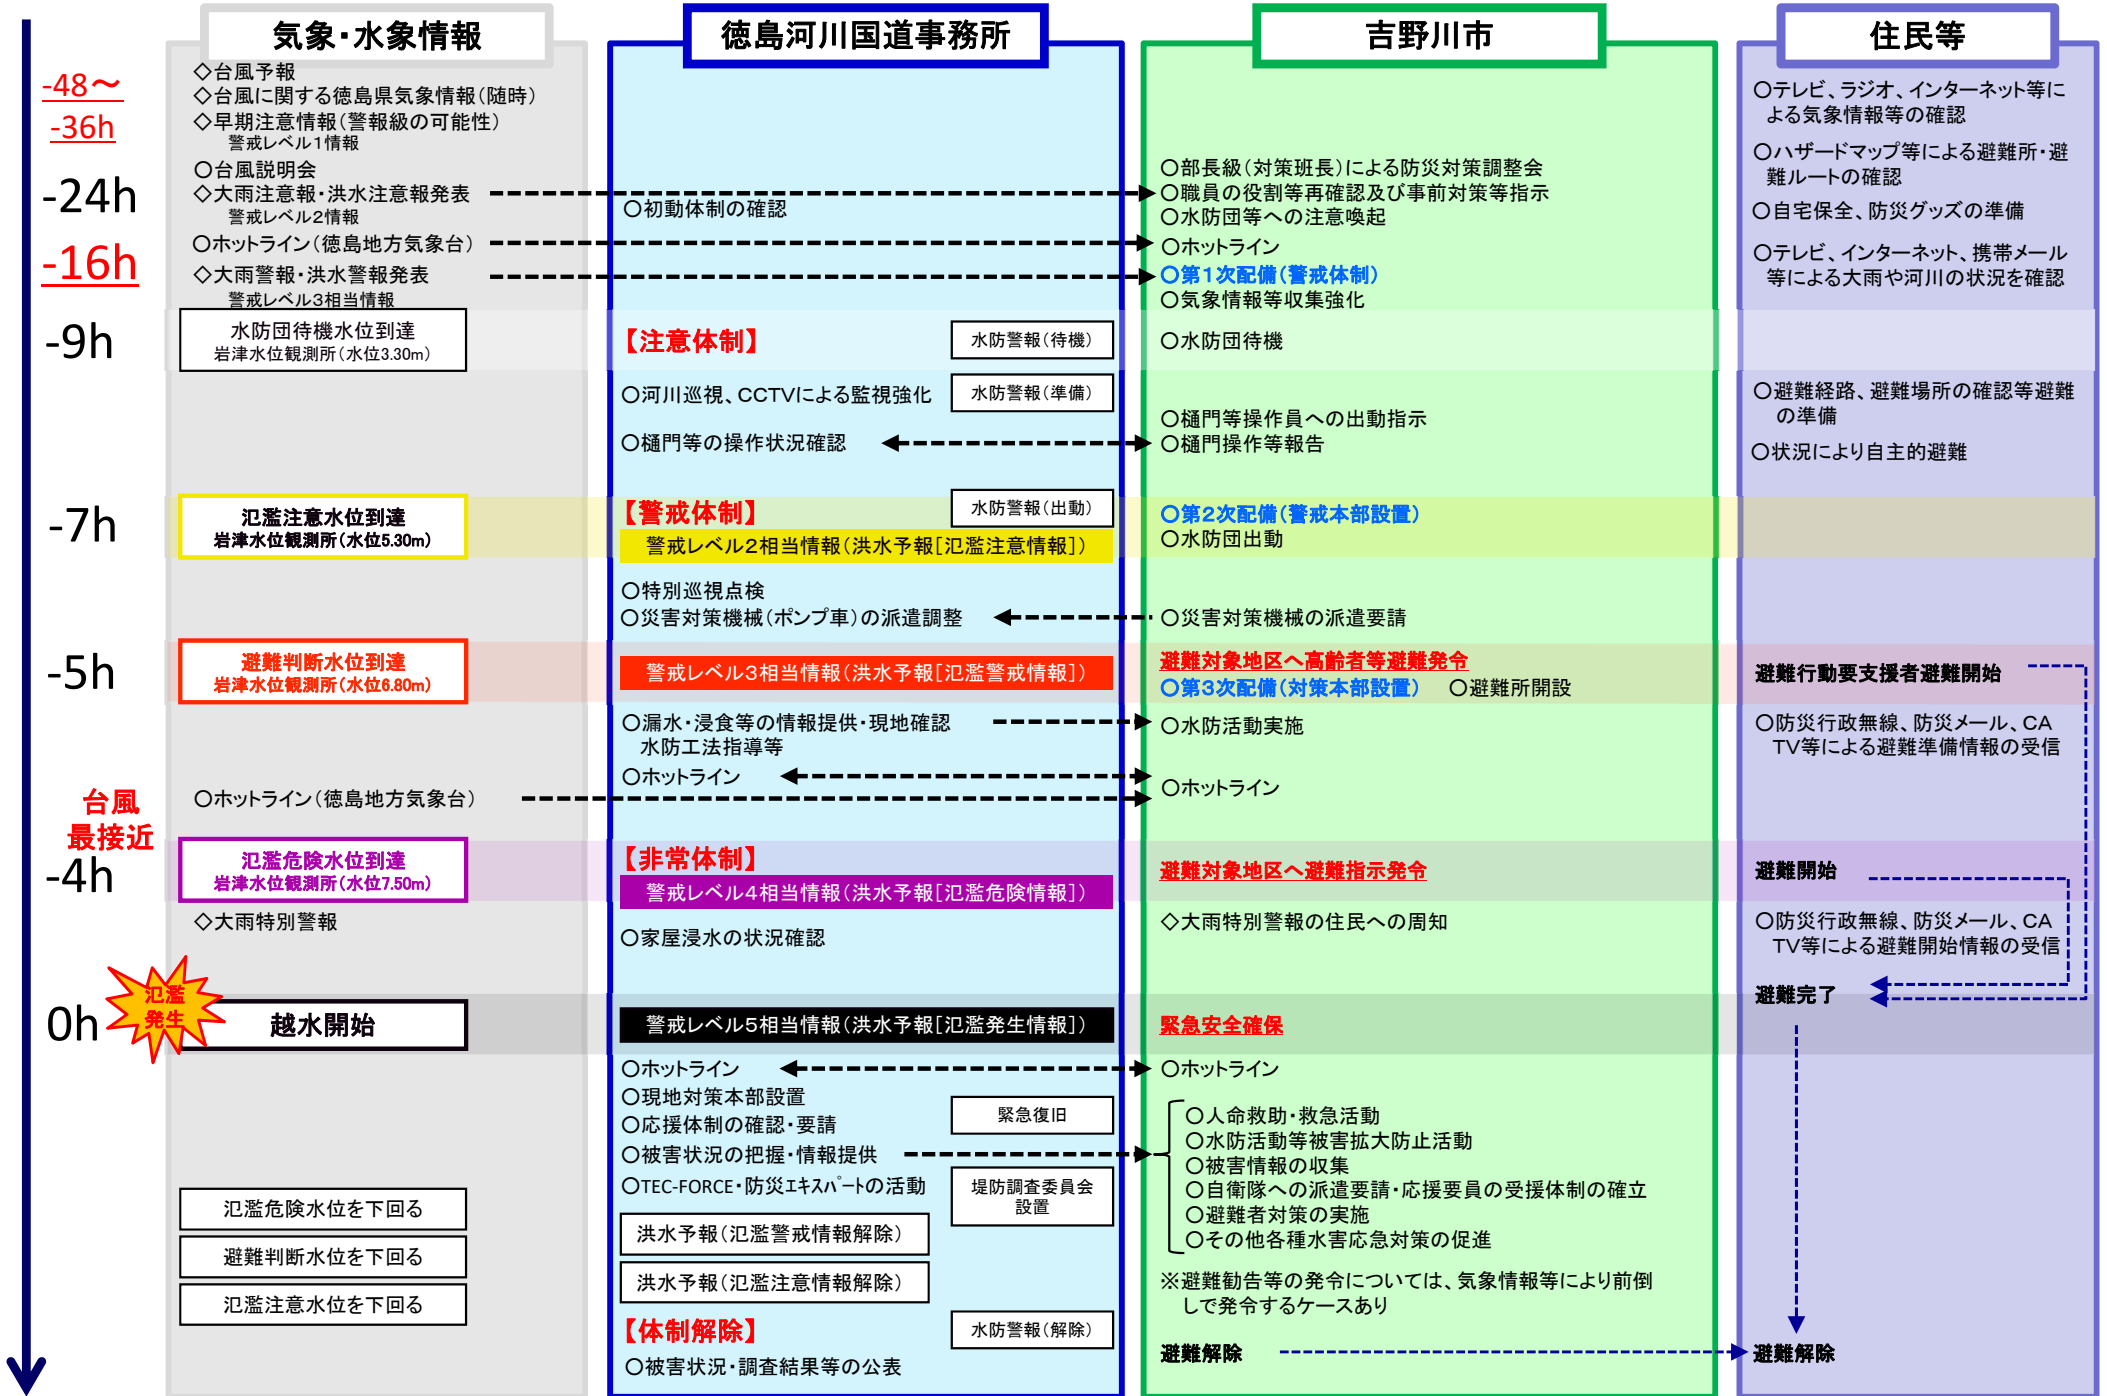 気象・水象情報
徳島河川国道事務所
吉野川市
住民等
-48～
-36h
◇台風予報
◇台風に関する徳島県気象情報(随時)
◇早期注意情報(警報級の可能性)
警戒レベル1情報
○テレビ、ラジオ、インターネット等に
よる気象情報等の確認
○ハザードマップ等による避難所・避
難ルートの確認
-24h
○台風説明会
◇大雨注意報・洪水注意報発表
警戒レベル2情報
○初動体制の確認
○部長級(対策班長)による防災対策調整会
○職員の役割等再確認及び事前対策等指示
○水防団等への注意喚起
○自宅保全、防災グッズの準備
-16h
○ホットライン(徳島地方気象台)
◇大雨警報・洪水警報発表
警戒レベル3相当情報
○ホットライン
○第1次配備(警戒体制)
○気象情報等収集強化
○テレビ、インターネット、携帯メール
等による大雨や河川の状況を確認
-9h
水防団待機水位到達
岩津水位観測所(水位3.30m)
【注意体制】
水防警報(待機)
○水防団待機
○河川巡視、CCTVによる監視強化
水防警報(準備)
○樋門等の操作状況確認
○樋門等操作員への出動指示
○樋門操作等報告
○避難経路、避難場所の確認等避難
の準備
○状況により自主的避難
-7h
氾濫注意水位到達
岩津水位観測所(水位5.30m)
【警戒体制】
水防警報(出動)
警戒レベル2相当情報(洪水予報[氾濫注意情報])
○第2次配備(警戒本部設置)
○水防団出動
○特別巡視点検
○災害対策機械(ポンプ車)の派遣調整
○災害対策機械の派遣要請
-5h
避難判断水位到達
岩津水位観測所(水位6.80m)
警戒レベル3相当情報(洪水予報[氾濫警戒情報])
避難対象地区へ高齢者等避難発令
○第3次配備(対策本部設置)
○避難所開設
避難行動要支援者避難開始
○漏水・浸食等の情報提供・現地確認
水防工法指導等
○水防活動実施
○防災行政無線、防災メール、CA
TV等による避難準備情報の受信
○ホットライン
○ホットライン
台風
最接近
○ホットライン(徳島地方気象台)
-4h
氾濫危険水位到達
岩津水位観測所(水位7.50m)
【非常体制】
警戒レベル4相当情報(洪水予報[氾濫危険情報])
避難対象地区へ避難指示発令
避難開始
◇大雨特別警報
○家屋浸水の状況確認
◇大雨特別警報の住民への周知
○防災行政無線、防災メール、CA
TV等による避難開始情報の受信
避難完了
0h
氾濫
発生
越水開始
警戒レベル5相当情報(洪水予報[氾濫発生情報])
緊急安全確保
○ホットライン
○現地対策本部設置
○応援体制の確認・要請
○被害状況の把握・情報提供
○TEC-FORCE・防災ｴｷｽﾊﾟｰﾄの活動
緊急復旧
堤防調査委員会
設置
○ホットライン
○人命救助・救急活動
○水防活動等被害拡大防止活動
○被害情報の収集
○自衛隊への派遣要請・応援要員の受援体制の確立
○避難者対策の実施
○その他各種水害応急対策の促進
氾濫危険水位を下回る
避難判断水位を下回る
氾濫注意水位を下回る
洪水予報(氾濫警戒情報解除)
洪水予報(氾濫注意情報解除)
※避難勧告等の発令については、気象情報等により前倒
しで発令するケースあり
【体制解除】
水防警報(解除)
○被害状況・調査結果等の公表
避難解除
避難解除